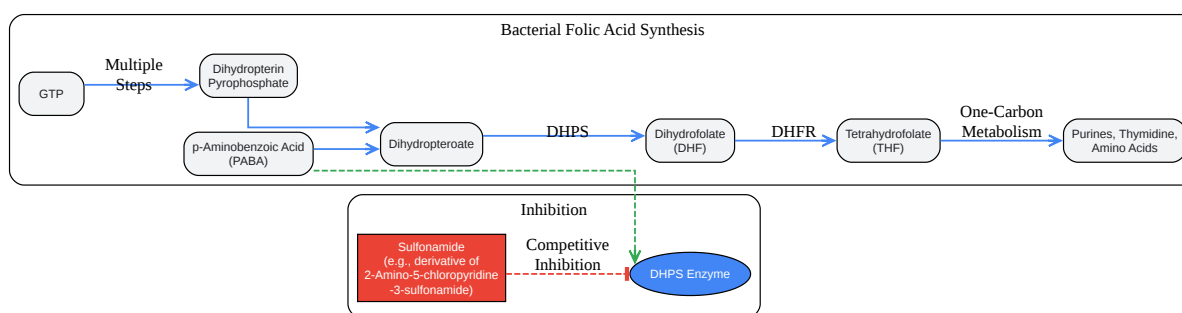 Bacterial Folic Acid Synthesis
GTP
Multiple
Steps
Dihydropterin
Pyrophosphate
p-Aminobenzoic Acid
(PABA)
Dihydropteroate
DHPS
Dihydrofolate
(DHF)
DHFR
Tetrahydrofolate
(THF)
One-Carbon
Metabolism
Purines, Thymidine,
Amino Acids
Inhibition
Sulfonamide
(e.g., derivative of
2-Amino-5-chloropyridine
-3-sulfonamide)
Competitive
Inhibition
DHPS Enzyme